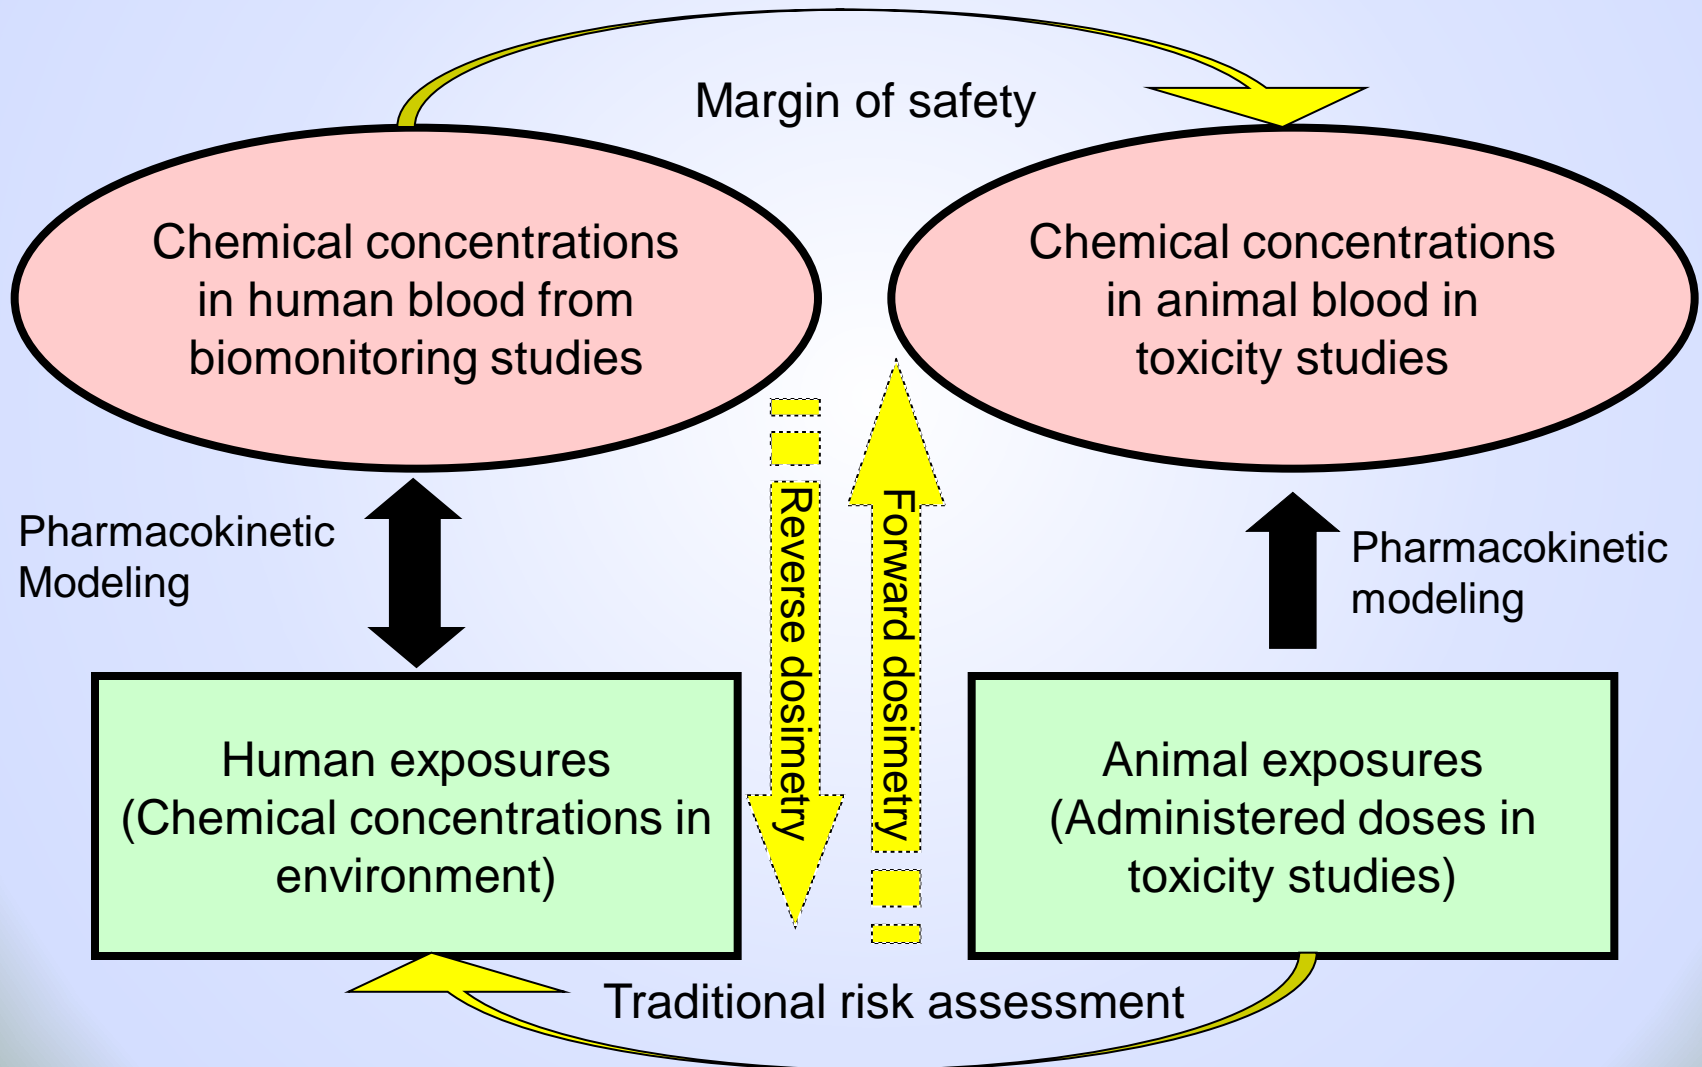 Margin of safety
Chemical concentrations
in human blood from
biomonitoring studies
Chemical concentrations
in animal blood in
toxicity studies
Pharmacokinetic
Modeling
Reverse dosimetry
Forward dosimetry
Pharmacokinetic
modeling
Human exposures
(Chemical concentrations in
environment)
Animal exposures
(Administered doses in
toxicity studies)
Traditional risk assessment